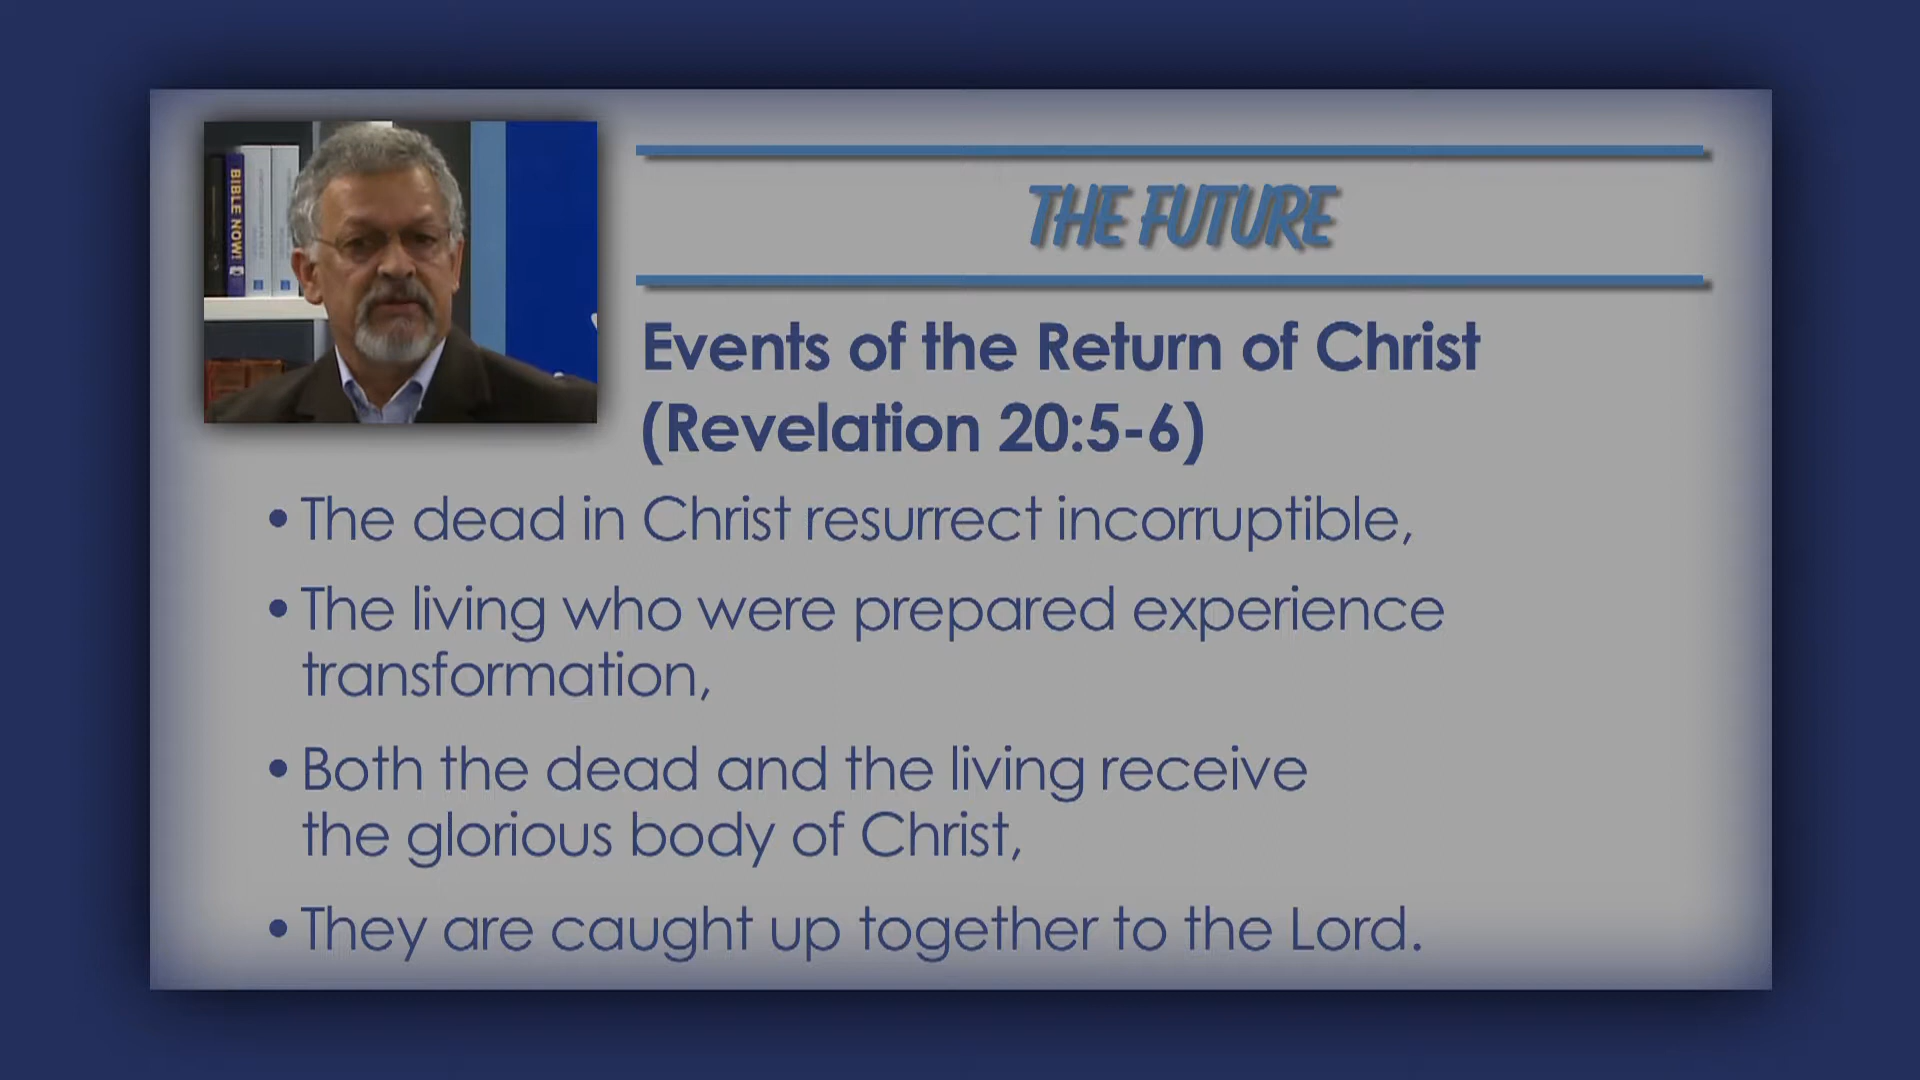 BIBLE NOW!
THE FUTURE
Events of the Return of Christ
(Revelation 20:5-6)
• The dead in Christ resurrect incorruptible,
• The living who were prepared experience
transformation,
• Both the dead and the living receive
the glorious body of Christ,
• They are caught up together to the Lord.